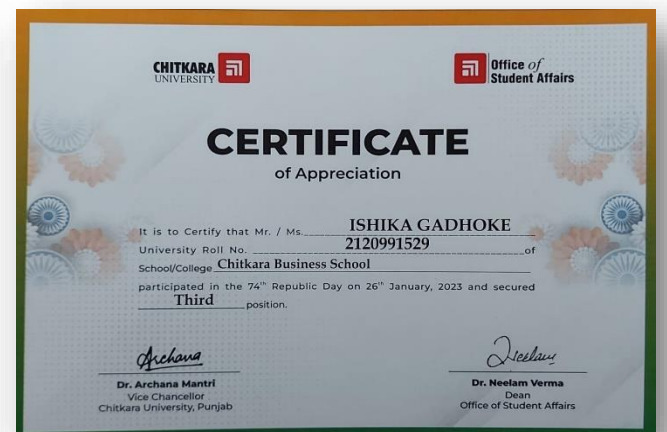 CHITKARA
UNIVERSITY
Office of
Student Affairs
CERTIFICATE
of Appreciation
It is to Certify that Mr. / Ms. ISHIKA GADHOKE
University Roll No. 2120991529 of
School/College Chitkara Business School
participated in the 74th Republic Day on 26th January, 2023 and secured
Third position.
Archana
Neelam
Dr. Archana Mantri
Vice Chancellor
Chitkara University, Punjab
Dr. Neelam Verma
Dean
Office of Student Affairs